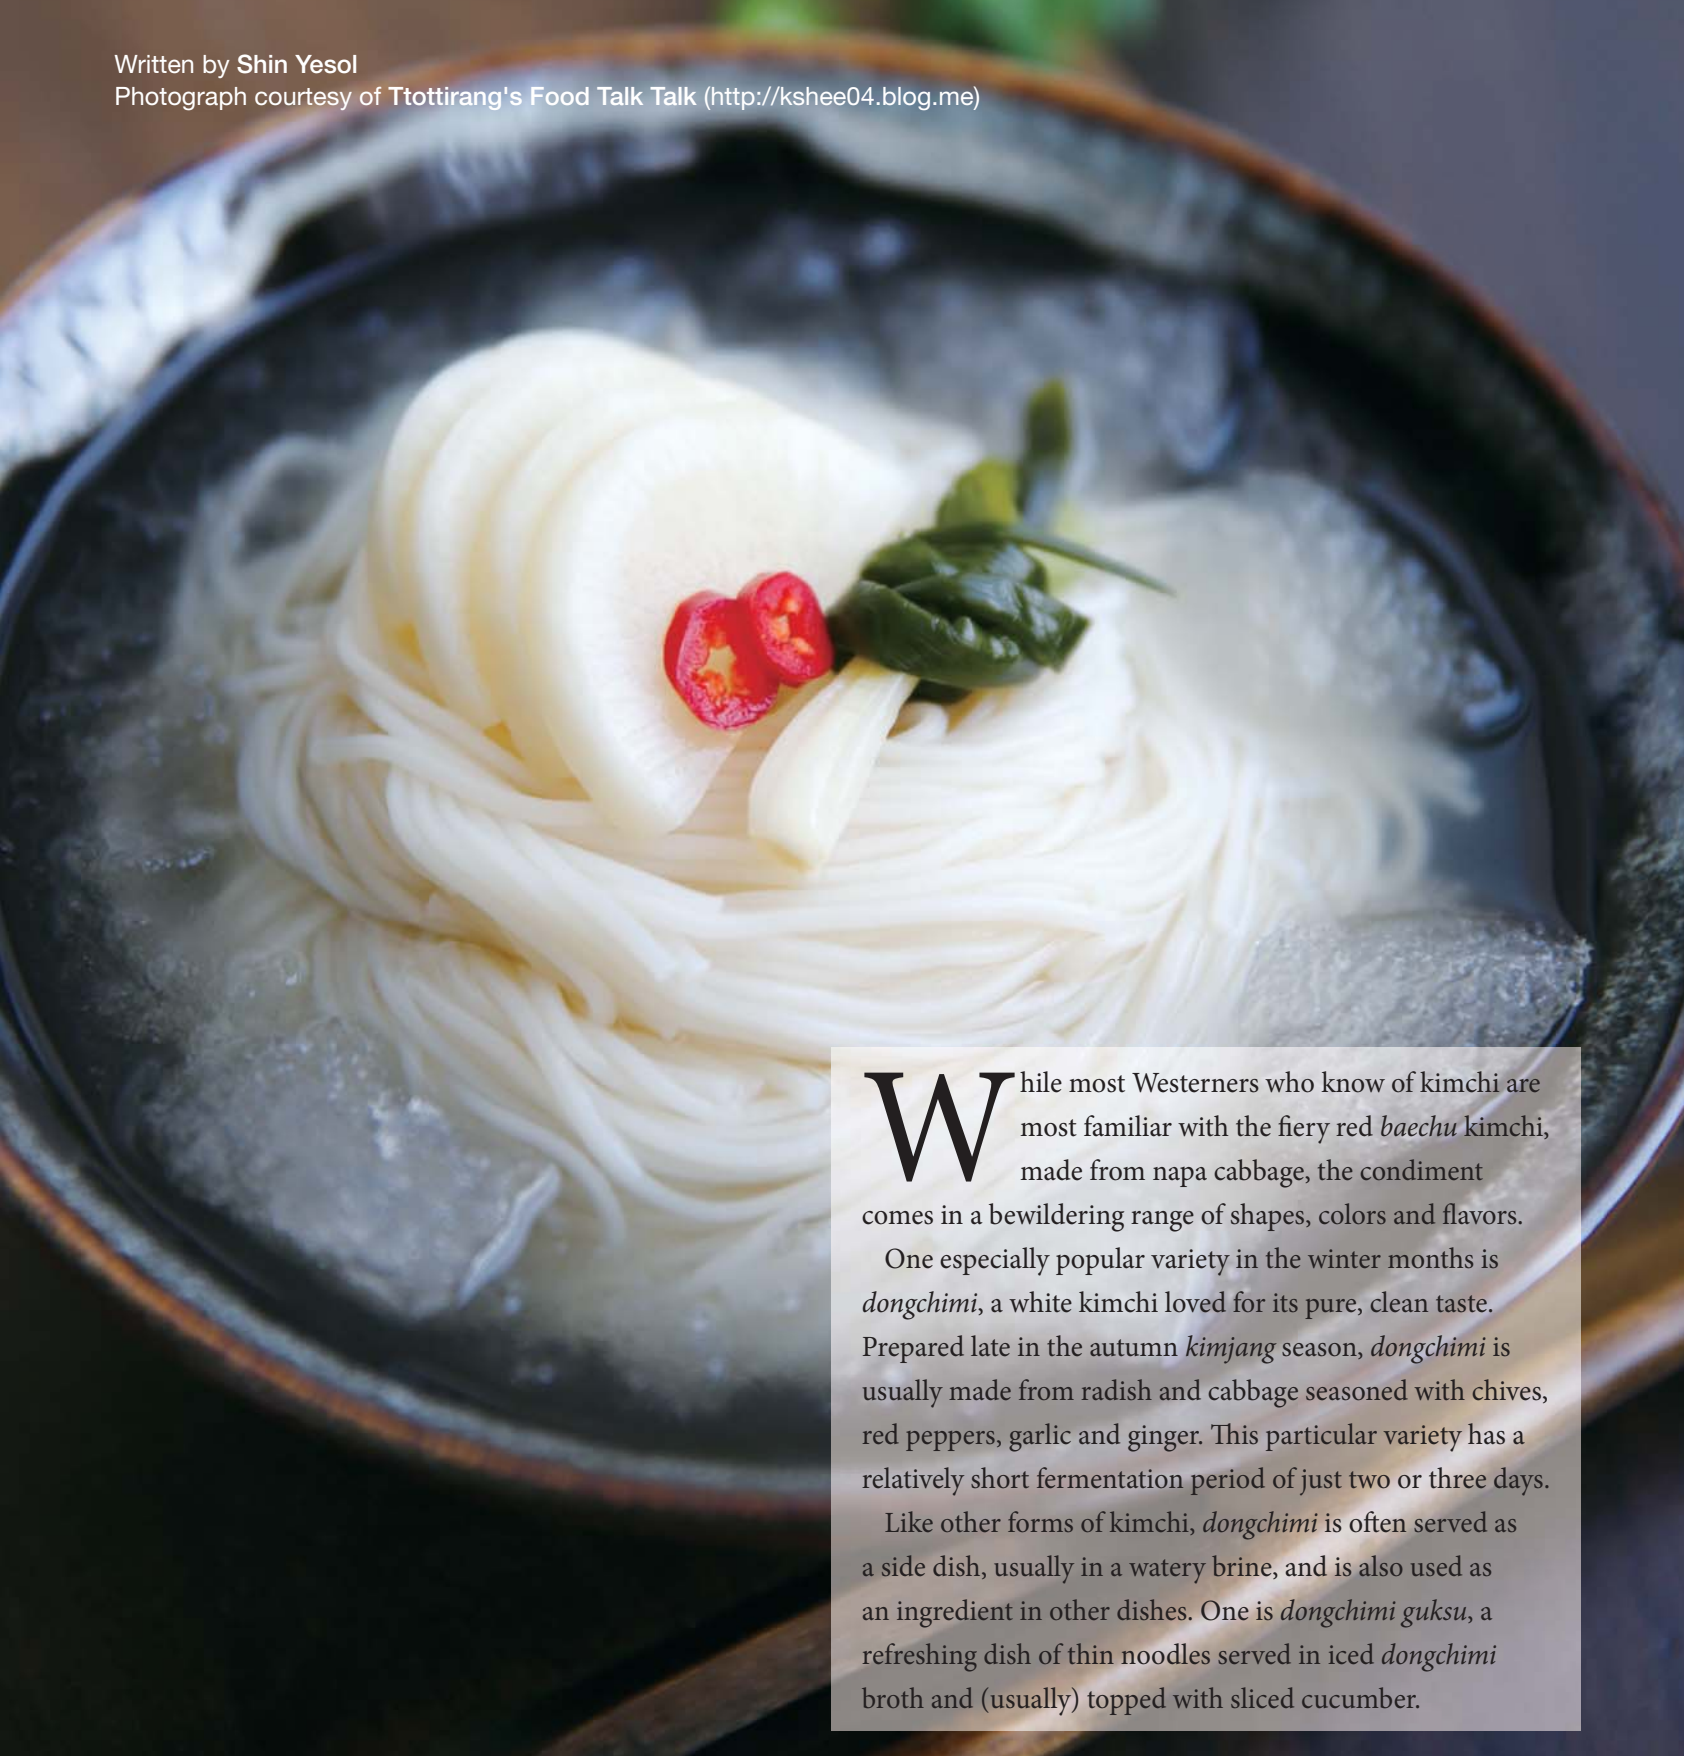 Written by Shin Yesol
Photograph courtesy of Ttottirang's Food Talk Talk (http://kshee04.blog.me)
While most Westerners who know of kimchi are
most familiar with the fiery red baechu kimchi,
made from napa cabbage, the condiment
comes in a bewildering range of shapes, colors and flavors.
One especially popular variety in the winter months is
dongchimi, a white kimchi loved for its pure, clean taste.
Prepared late in the autumn kimjang season, dongchimi is
usually made from radish and cabbage seasoned with chives,
red peppers, garlic and ginger. This particular variety has a
relatively short fermentation period of just two or three days.
Like other forms of kimchi, dongchimi is often served as
a side dish, usually in a watery brine, and is also used as
an ingredient in other dishes. One is dongchimi guksu, a
refreshing dish of thin noodles served in iced dongchimi
broth and (usually) topped with sliced cucumber.